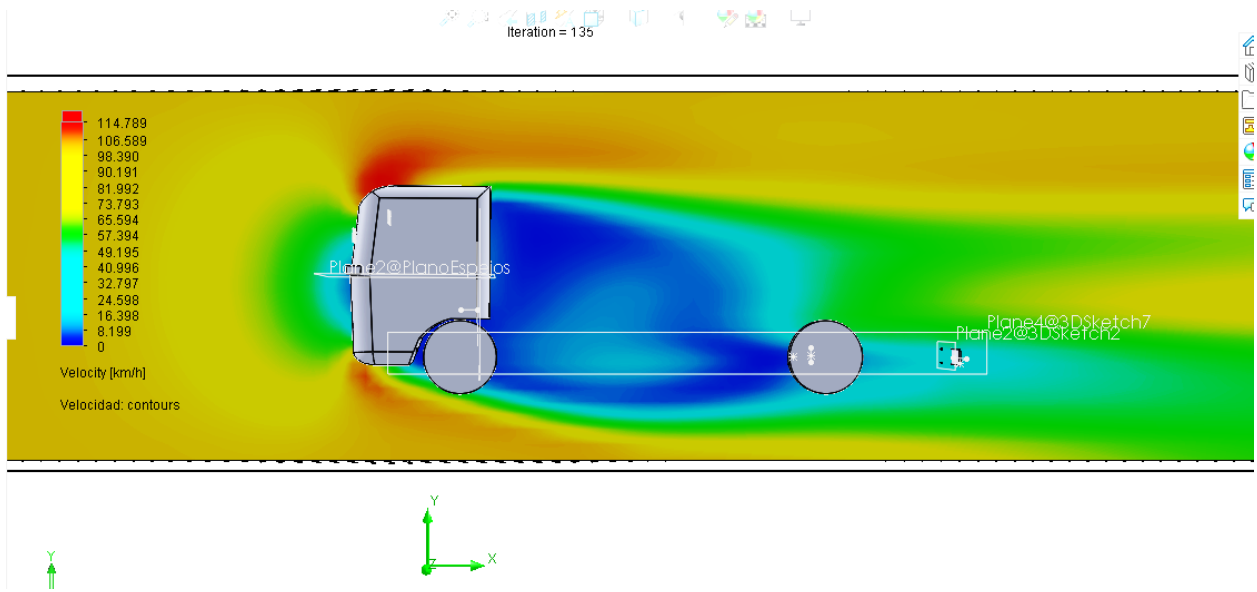 Iteration = 135
114.789
106.589
98.390
90.191
81.992
73.793
65.594
57.394
49.195
40.996
32.797
24.598
16.398
8.199
0
Velocity [km/h]
Velocidad: contours
Plane2@PlanoEspejos
Plane4@3DSketch7
Plane2@3DSketch2
Y
X
Z
Y